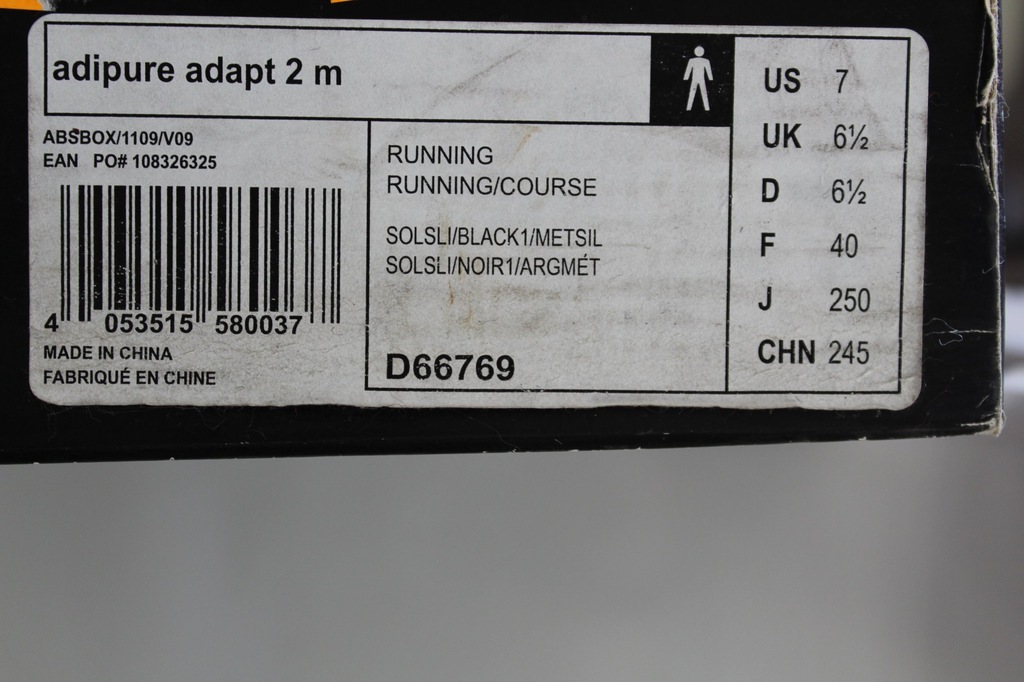 adipure adapt 2 m
ABSBOX/1109/V09
EAN PO# 108326325
4 053515 580037
MADE IN CHINA
FABRIQUÉ EN CHINE
RUNNING
RUNNING/COURSE
SOLSLI/BLACK1/METSIL
SOLSLI/NOIR1/ARGMÉT
D66769
US 7
UK 6½
D 6½
F 40
J 250
CHN 245